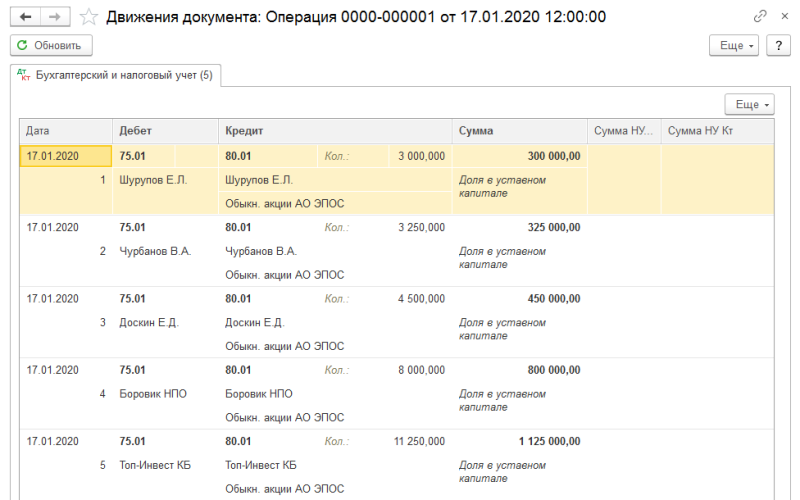 Движения документа: Операция 0000-000001 от 17.01.2020 12:00:00
Обновить Еще ?
Дт Кт Бухгалтерский и налоговый учет (5)
Еще
Дата Дебет Кредит Сумма Сумма НУ... Сумма НУ Кт
17.01.2020 75.01 80.01 Кол.: 3 000,000 300 000,00
1 Шурупов Е.Л. Шурупов Е.Л. Доля в уставном
капитале
Обыкн. акции АО ЭПОС
17.01.2020 75.01 80.01 Кол.: 3 250,000 325 000,00
2 Чурбанов В.А. Чурбанов В.А. Доля в уставном
капитале
Обыкн. акции АО ЭПОС
17.01.2020 75.01 80.01 Кол.: 4 500,000 450 000,00
3 Доскин Е.Д. Доскин Е.Д. Доля в уставном
капитале
Обыкн. акции АО ЭПОС
17.01.2020 75.01 80.01 Кол.: 8 000,000 800 000,00
4 Боровик НПО Боровик НПО Доля в уставном
капитале
Обыкн. акции АО ЭПОС
17.01.2020 75.01 80.01 Кол.: 11 250,000 1 125 000,00
5 Топ-Инвест КБ Топ-Инвест КБ Доля в уставном
капитале
Обыкн. акции АО ЭПОС